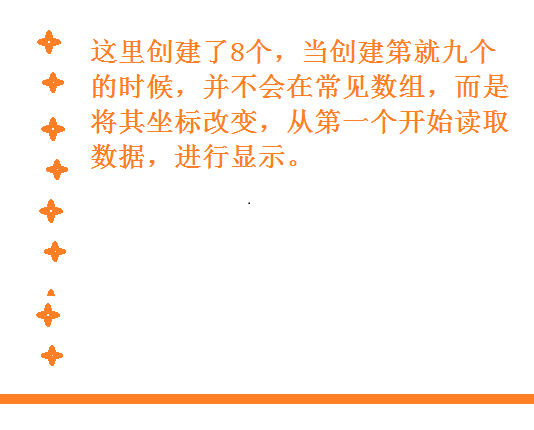 这里创建了8个，当创建第就九个
的时候，并不会在常见数组，而是
将其坐标改变，从第一个开始读取
数据，进行显示。